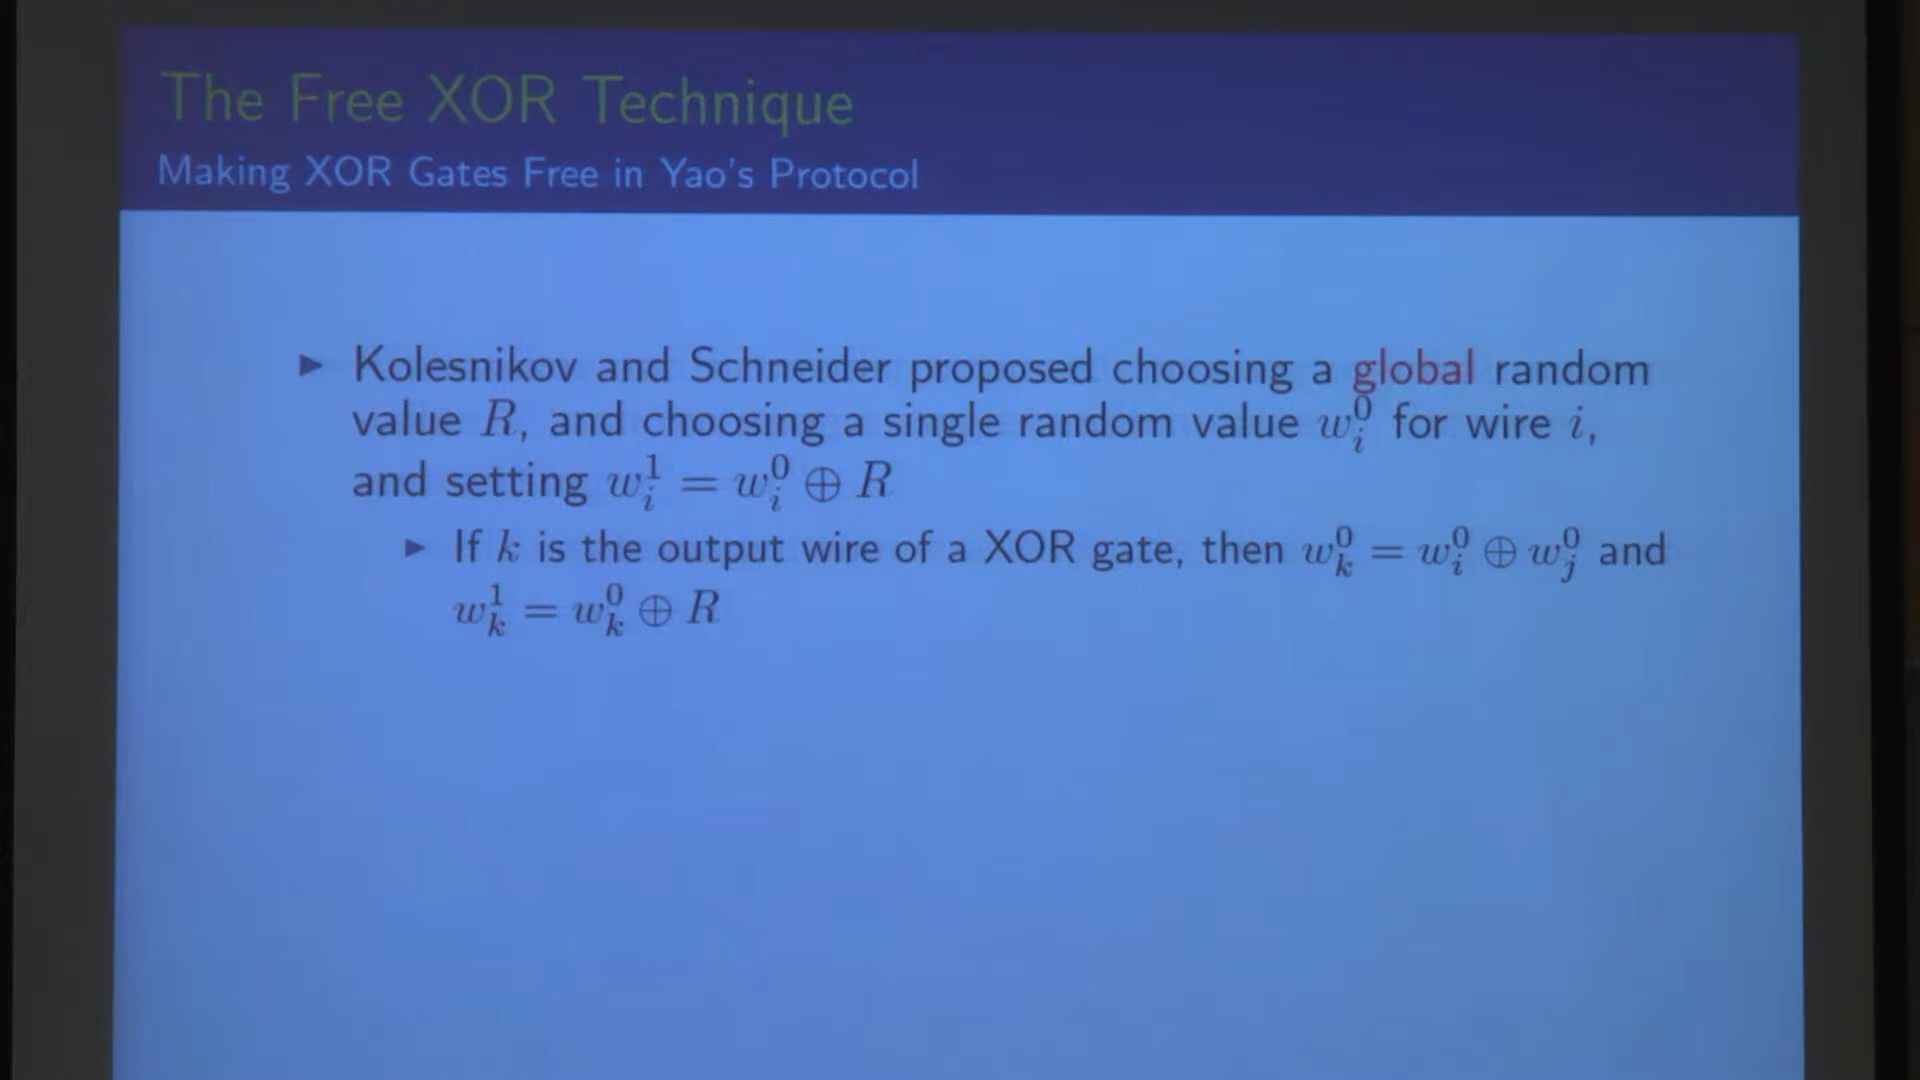 The Free XOR Technique
Making XOR Gates Free in Yao's Protocol
▶ Kolesnikov and Schneider proposed choosing a global random
value R, and choosing a single random value w_i^0 for wire i,
and setting w_i^1 = w_i^0 ⊕ R
▶ If k is the output wire of a XOR gate, then w_k^0 = w_i^0 ⊕ w_j^0 and
w_k^1 = w_k^0 ⊕ R